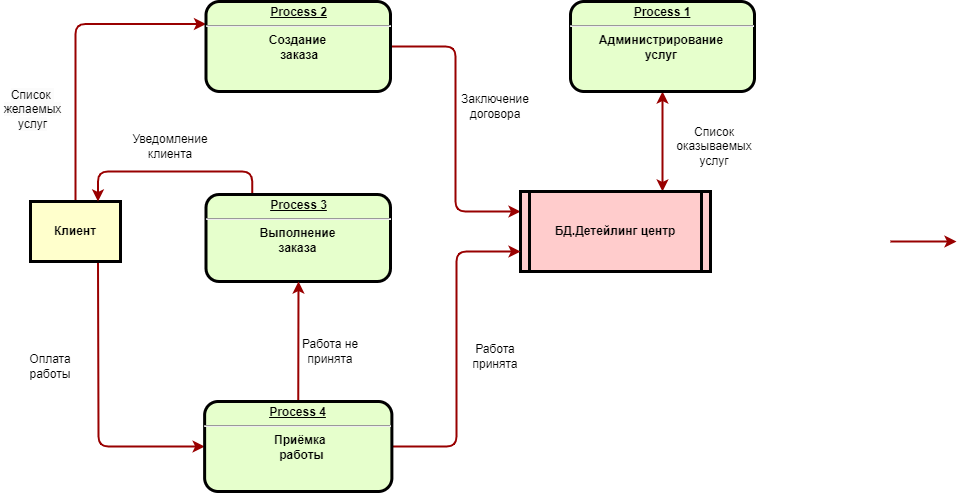 Process 2
Создание
заказа
Process 1
Администрирование
услуг
Список
желаемых
услуг
Заключение
договора
Список
оказываемых
услуг
Уведомление
клиента
Клиент
Process 3
Выполнение
заказа
БД.Детейлинг центр
Оплата
работы
Работа не
принята
Работа
принята
Process 4
Приёмка
работы